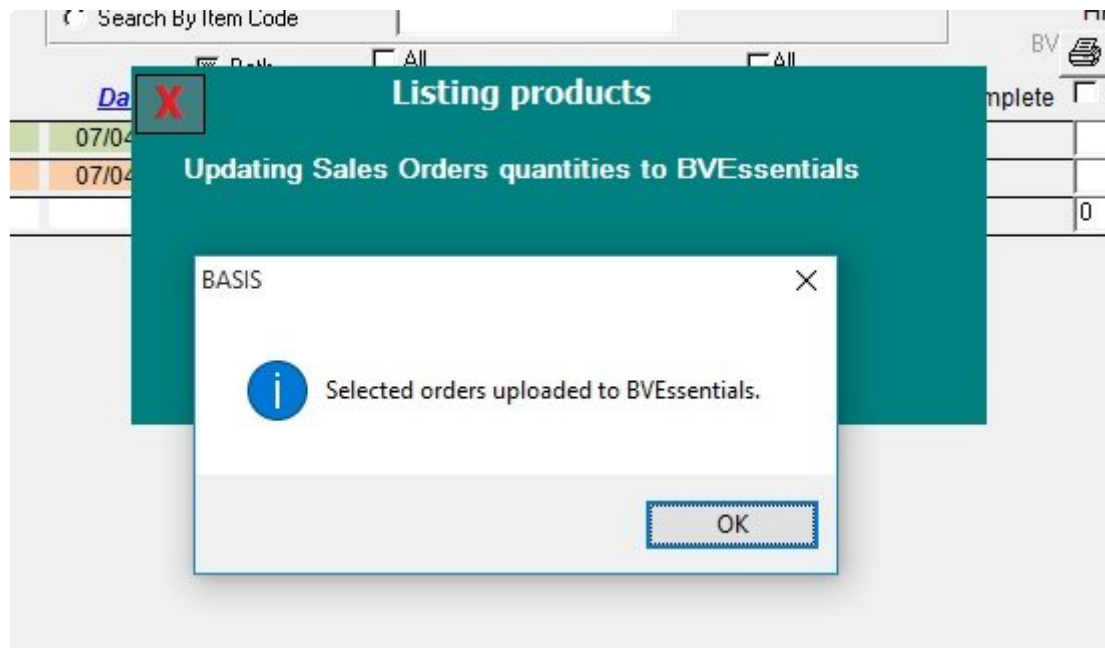 Search By Item Code
BV
All
All
Listing products
Da
mplete
X
07/04
Updating Sales Orders quantities to BVEssentials
07/04
0
BASIS
Selected orders uploaded to BVEssentials.
OK